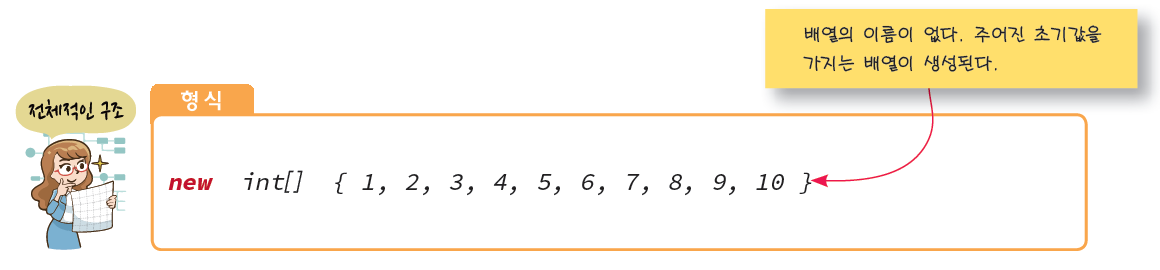 배열의 이름이 없다. 주어진 초기값을
가지는 배열이 생성된다.
전체적인 구조
형식
new int[] { 1, 2, 3, 4, 5, 6, 7, 8, 9, 10 }